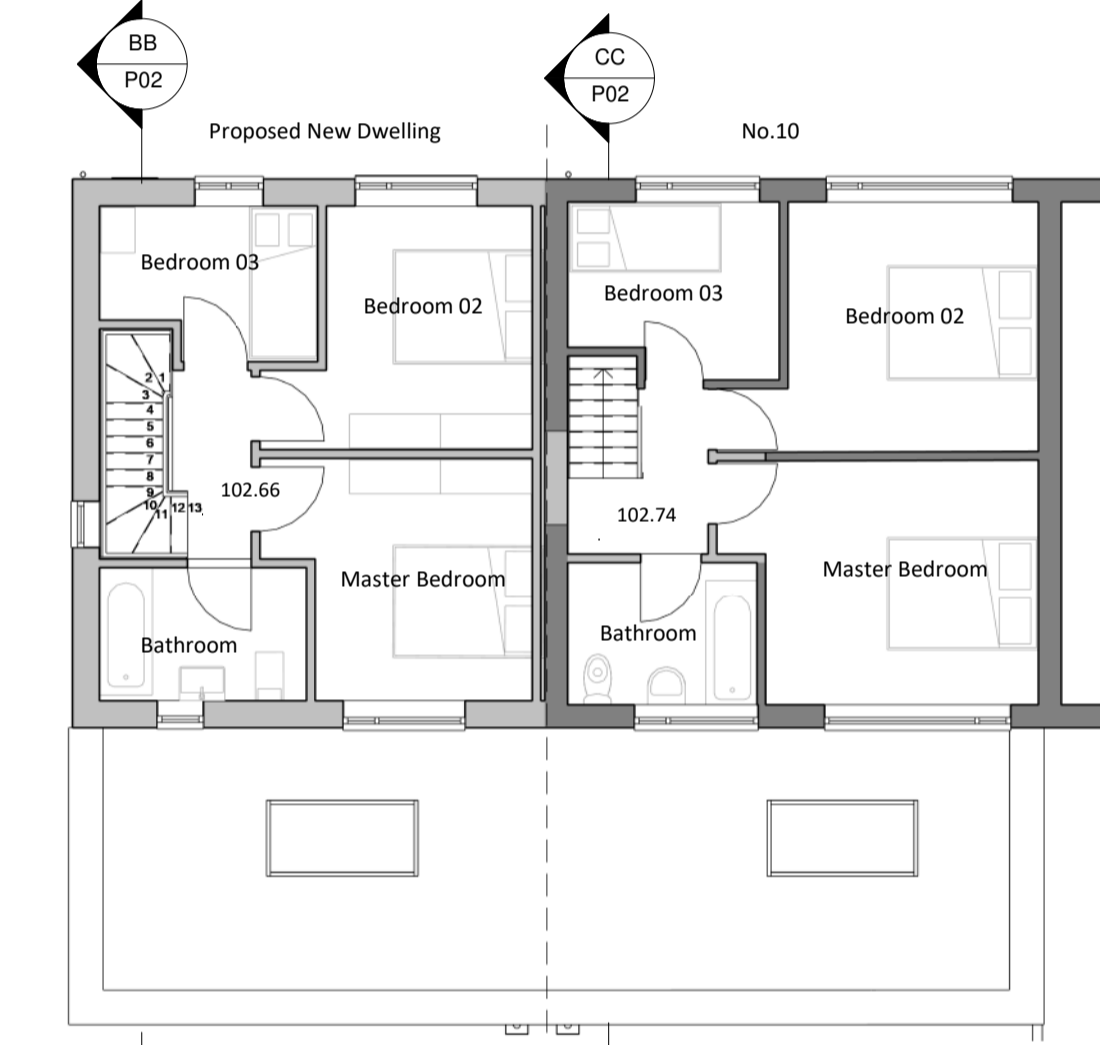 BB
P02
CC
P02
Proposed New Dwelling
No.10
Bedroom 03
Bedroom 02
Bedroom 03
Bedroom 02
2 1
3
4
5
6
7
8
9
10
11
12 13
102.66
102.74
Master Bedroom
Master Bedroom
Bathroom
Bathroom